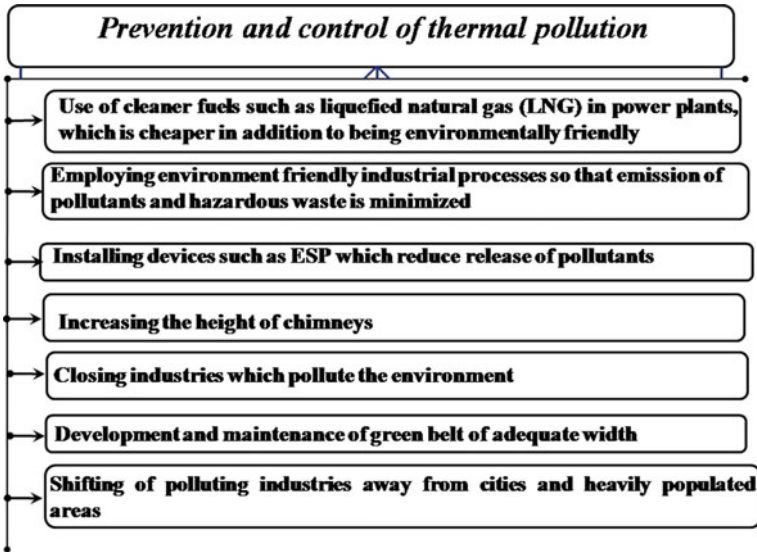 Prevention and control of thermal pollution
Use of cleaner fuels such as liquefied natural gas (LNG) in power plants,
which is cheaper in addition to being environmentally friendly
Employing environment friendly industrial processes so that emission of
pollutants and hazardous waste is minimized
Installing devices such as ESP which reduce release of pollutants
Increasing the height of chimneys
Closing industries which pollute the environment
Development and maintenance of green belt of adequate width
Shifting of polluting industries away from cities and heavily populated
areas